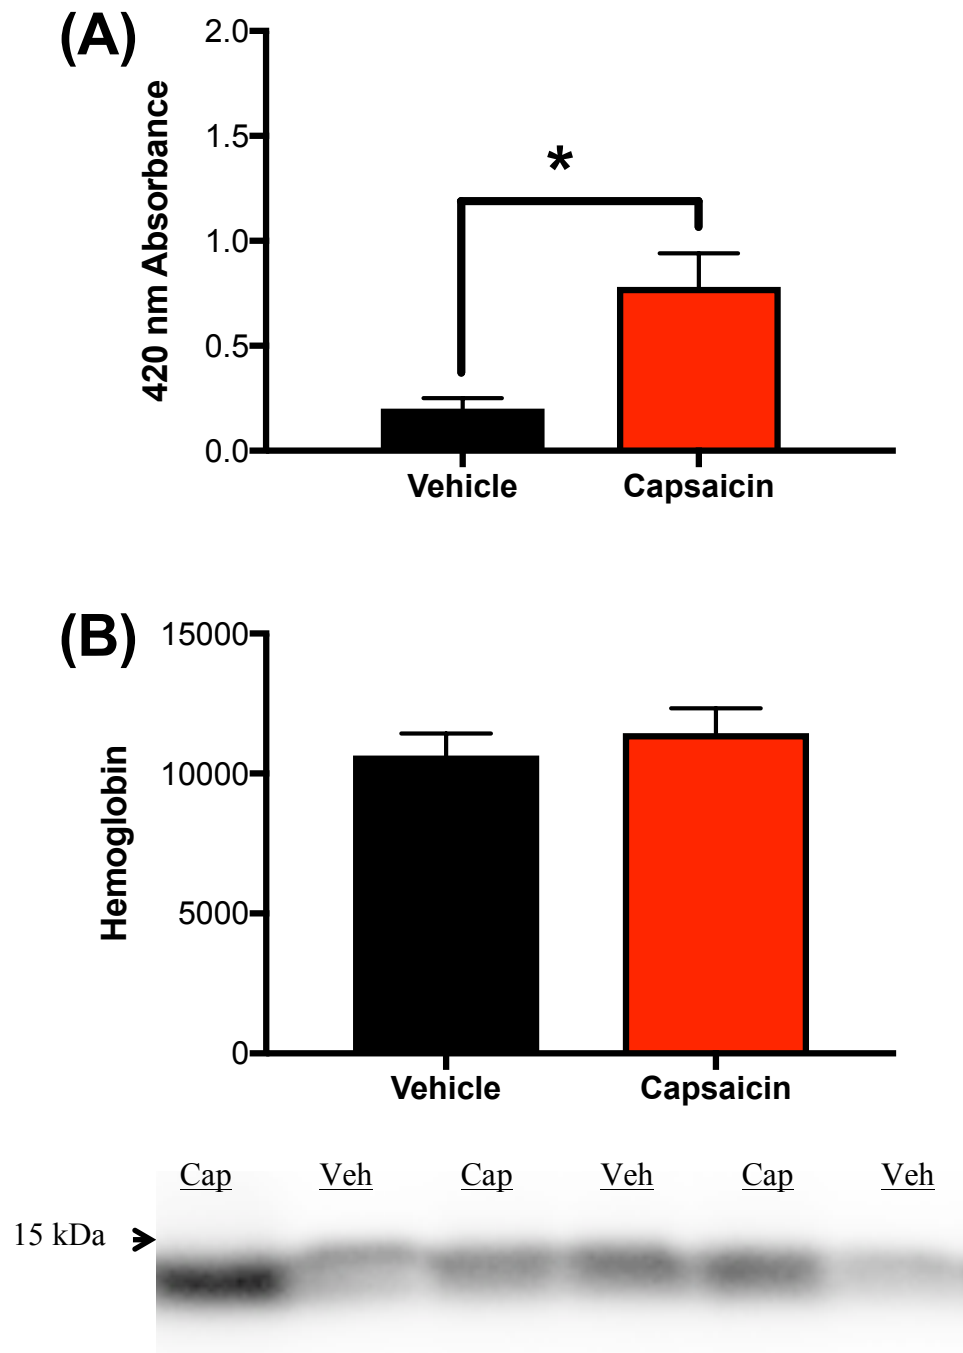 (A)
420 nm Absorbance
2.0
1.5
1.0
0.5
0.0
*
Vehicle Capsaicin
(B)
Hemoglobin
15000
10000
5000
0
Vehicle Capsaicin
Cap Veh Cap Veh Cap Veh
15 kDa